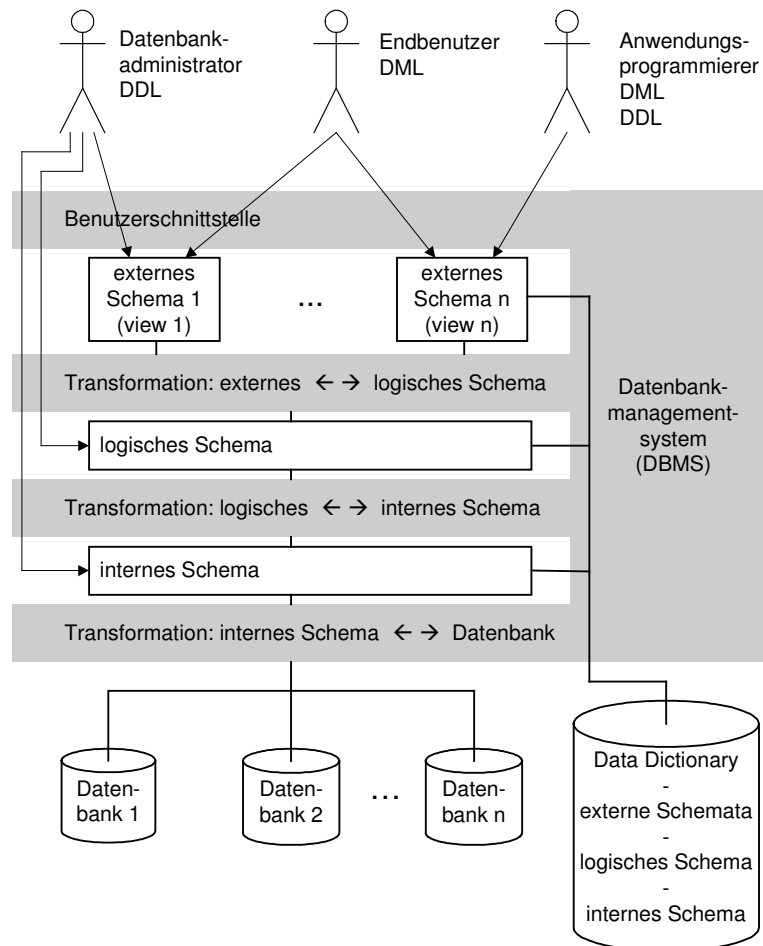 Datenbank-
administrator
DDL
Endbenutzer
DML
Anwendungs-
programmierer
DML
DDL
Benutzerschnittstelle
externes
Schema 1
(view 1)
...
externes
Schema n
(view n)
Transformation: externes ← → logisches Schema
Datenbank-
management-
system
(DBMS)
logisches Schema
Transformation: logisches ← → internes Schema
internes Schema
Transformation: internes Schema ← → Datenbank
Daten-
bank 1
Daten-
bank 2
...
Daten-
bank n
Data Dictionary
-
externe Schemata
-
logisches Schema
-
internes Schema